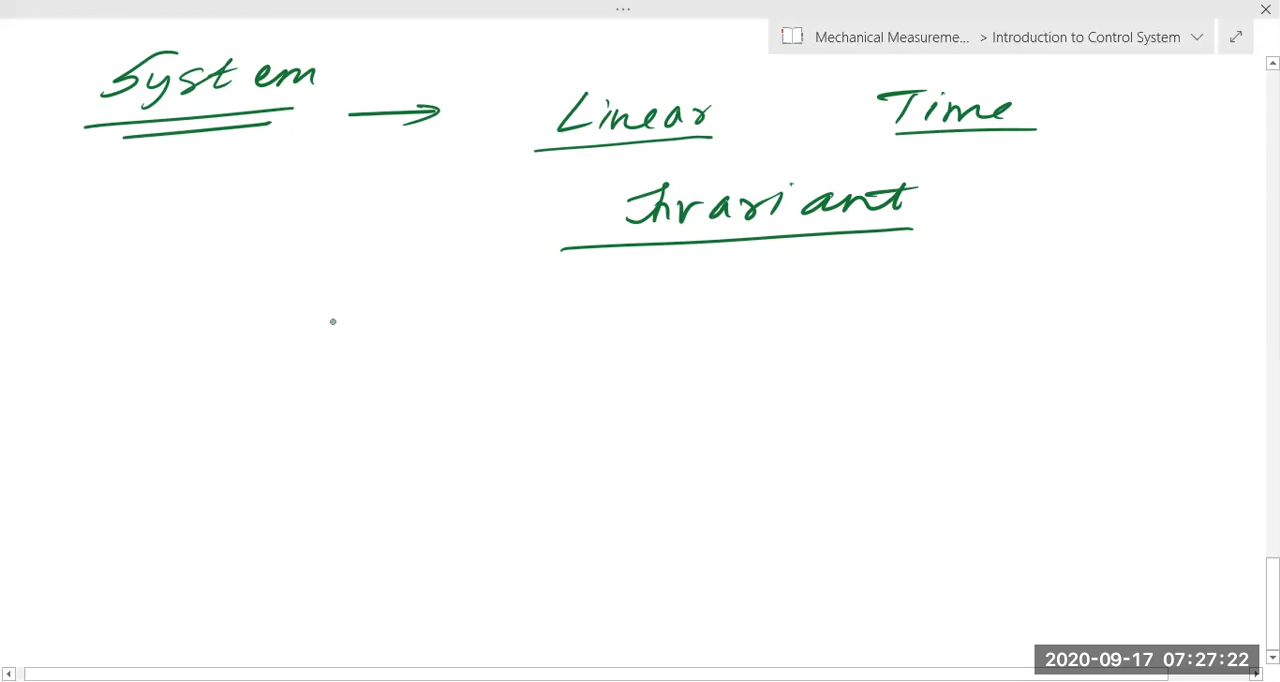 Mechanical Measureme... > Introduction to Control System
System → Linear Time
Invariant
2020-09-17 07:27:22